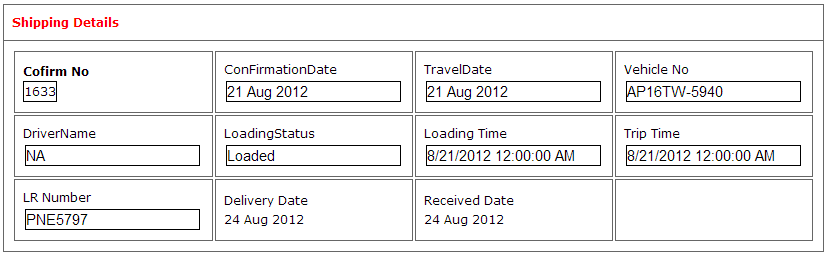 Shipping Details
Cofirm No
1633
ConFirmationDate
21 Aug 2012
TravelDate
21 Aug 2012
Vehicle No
AP16TW-5940
DriverName
NA
LoadingStatus
Loaded
Loading Time
8/21/2012 12:00:00 AM
Trip Time
8/21/2012 12:00:00 AM
LR Number
PNE5797
Delivery Date
24 Aug 2012
Received Date
24 Aug 2012